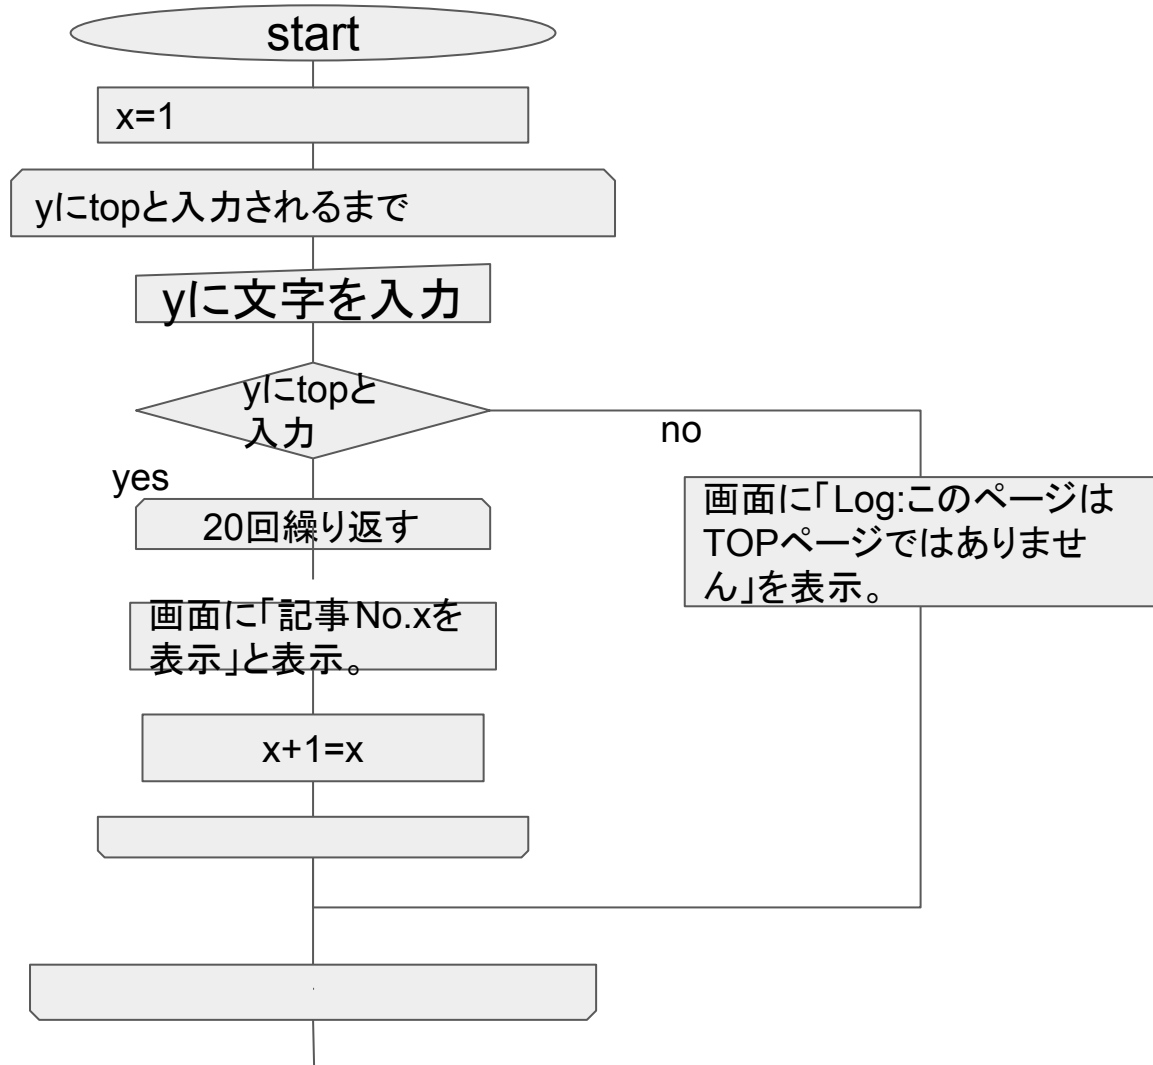 start
x=1
yにtopと入力されるまで
yに文字を入力
yにtopと
入力
no
yes
20回繰り返す
画面に「Log:このページは
TOPページではありませ
ん」を表示。
画面に「記事No.xを
表示」と表示。
x+1=x